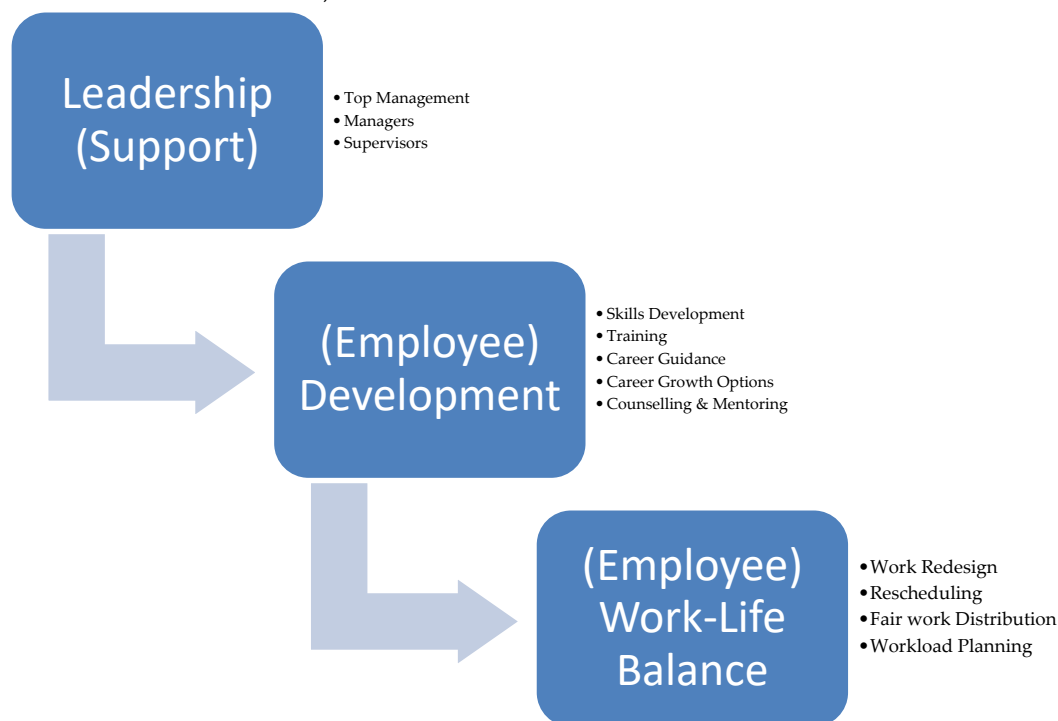 Leadership
(Support)
• Top Management
• Managers
• Supervisors
(Employee)
Development
• Skills Development
• Training
• Career Guidance
• Career Growth Options
• Counselling & Mentoring
(Employee)
Work-Life
Balance
• Work Redesign
• Rescheduling
• Fair work Distribution
• Workload Planning